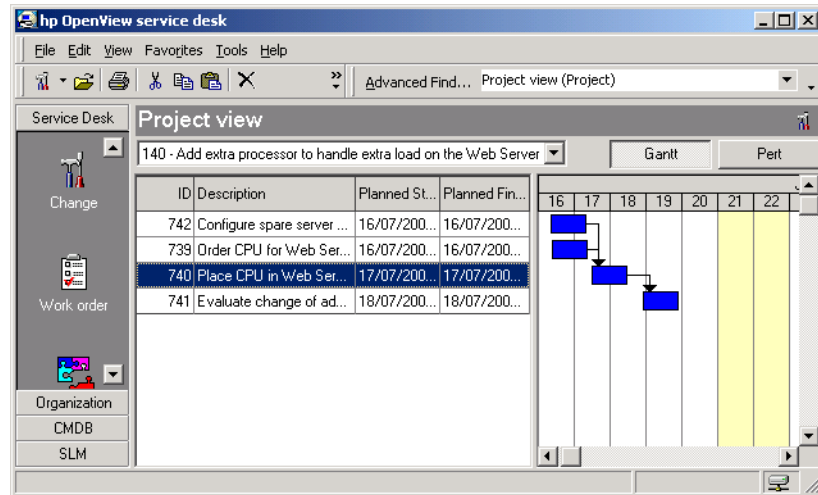 hp OpenView service desk
File Edit View Favorites Tools Help
Advanced Find... Project view (Project)
Service Desk
Project view
140 - Add extra processor to handle extra load on the Web Server
Gantt Pert
Change
ID Description Planned St... Planned Fin...
16 17 18 19 20 21 22
742 Configure spare server ... 16/07/200... 16/07/200...
739 Order CPU for Web Ser... 16/07/200... 16/07/200...
740 Place CPU in Web Ser... 17/07/200... 17/07/200...
741 Evaluate change of ad... 18/07/200... 18/07/200...
Work order
Organization
CMDB
SLM